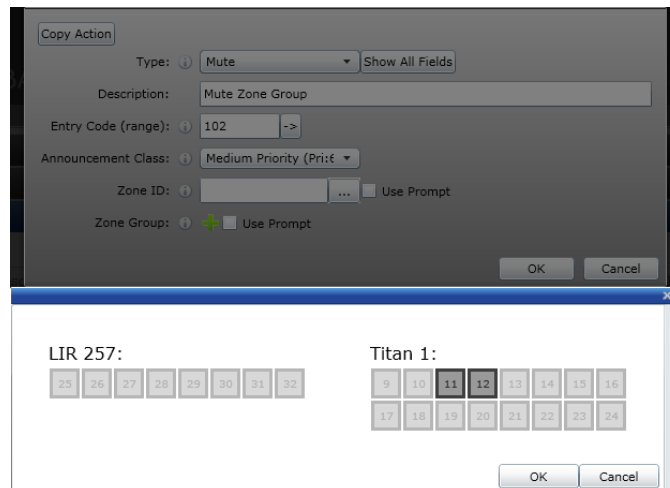 Copy Action
Type: Mute Show All Fields
Description: Mute Zone Group
Entry Code (range): 102 ->
Announcement Class: Medium Priority (Pri:6
Zone ID: ... Use Prompt
Zone Group: Use Prompt
OK Cancel
LIR 257: Titan 1:
25 26 27 28 29 30 31 32 9 10 11 12 13 14 15 16
17 18 19 20 21 22 23 24
OK Cancel